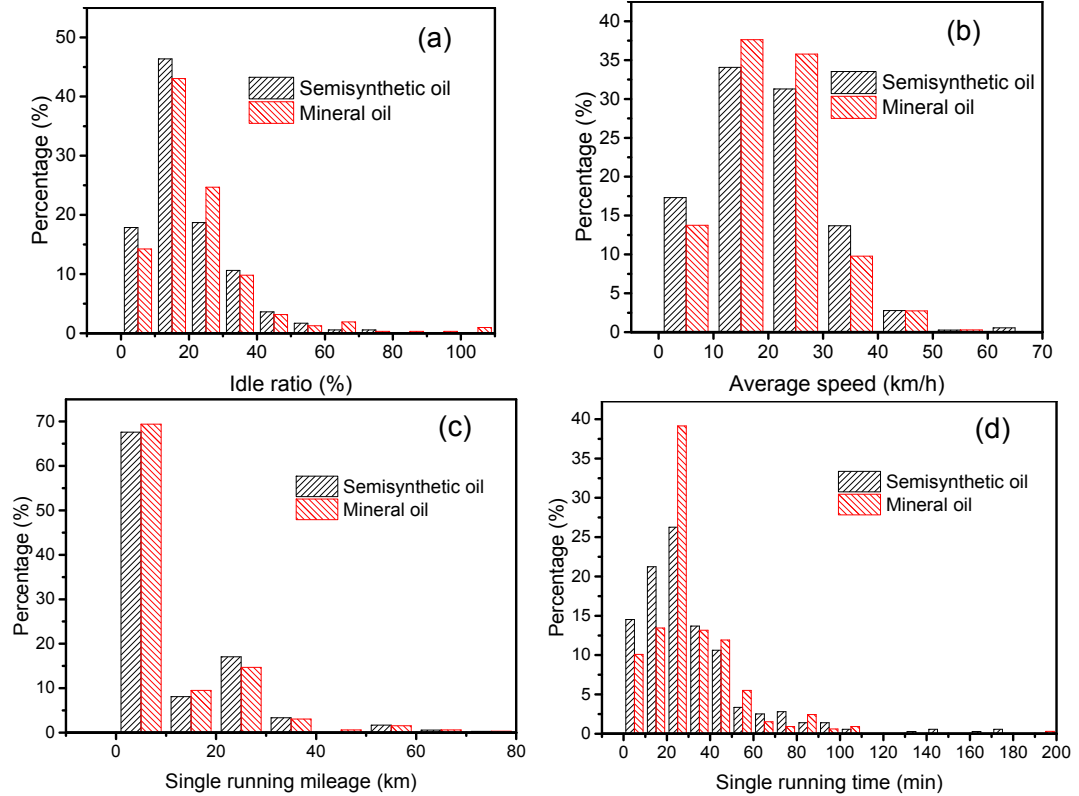 (a)
Semisynthetic oil
Mineral oil
Percentage (%)
50
40
30
20
10
0
0 20 40 60 80 100
Idle ratio (%)
(b)
Semisynthetic oil
Mineral oil
Percentage (%)
40
35
30
25
20
15
10
5
0
0 10 20 30 40 50 60 70
Average speed (km/h)
(c)
Semisynthetic oil
Mineral oil
Percentage (%)
70
60
50
40
30
20
10
0
0 20 40 60 80
Single running mileage (km)
(d)
Semisynthetic oil
Mineral oil
Percentage (%)
40
35
30
25
20
15
10
5
0
0 20 40 60 80 100 120 140 160 180 200
Single running time (min)